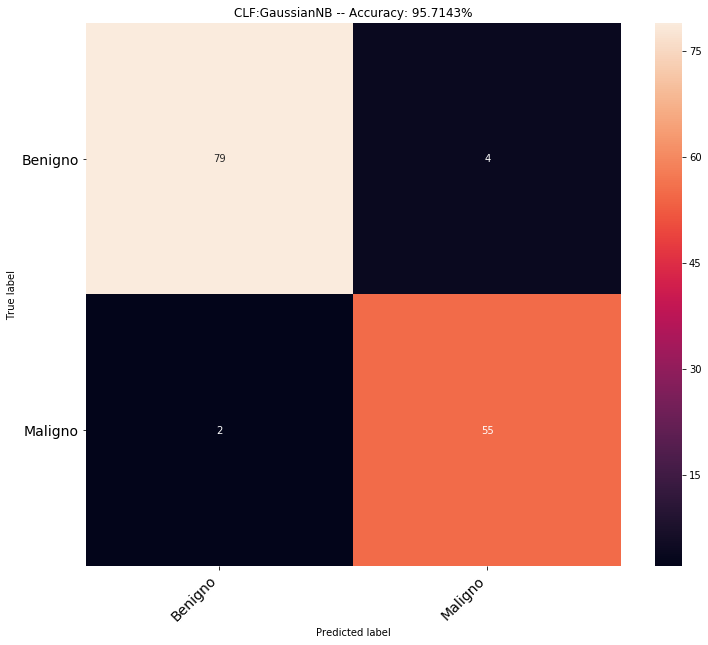 CLF:GaussianNB -- Accuracy: 95.7143%
True label
Benigno
79
4
Maligno
2
55
Benigno
Maligno
Predicted label
75
60
45
30
15